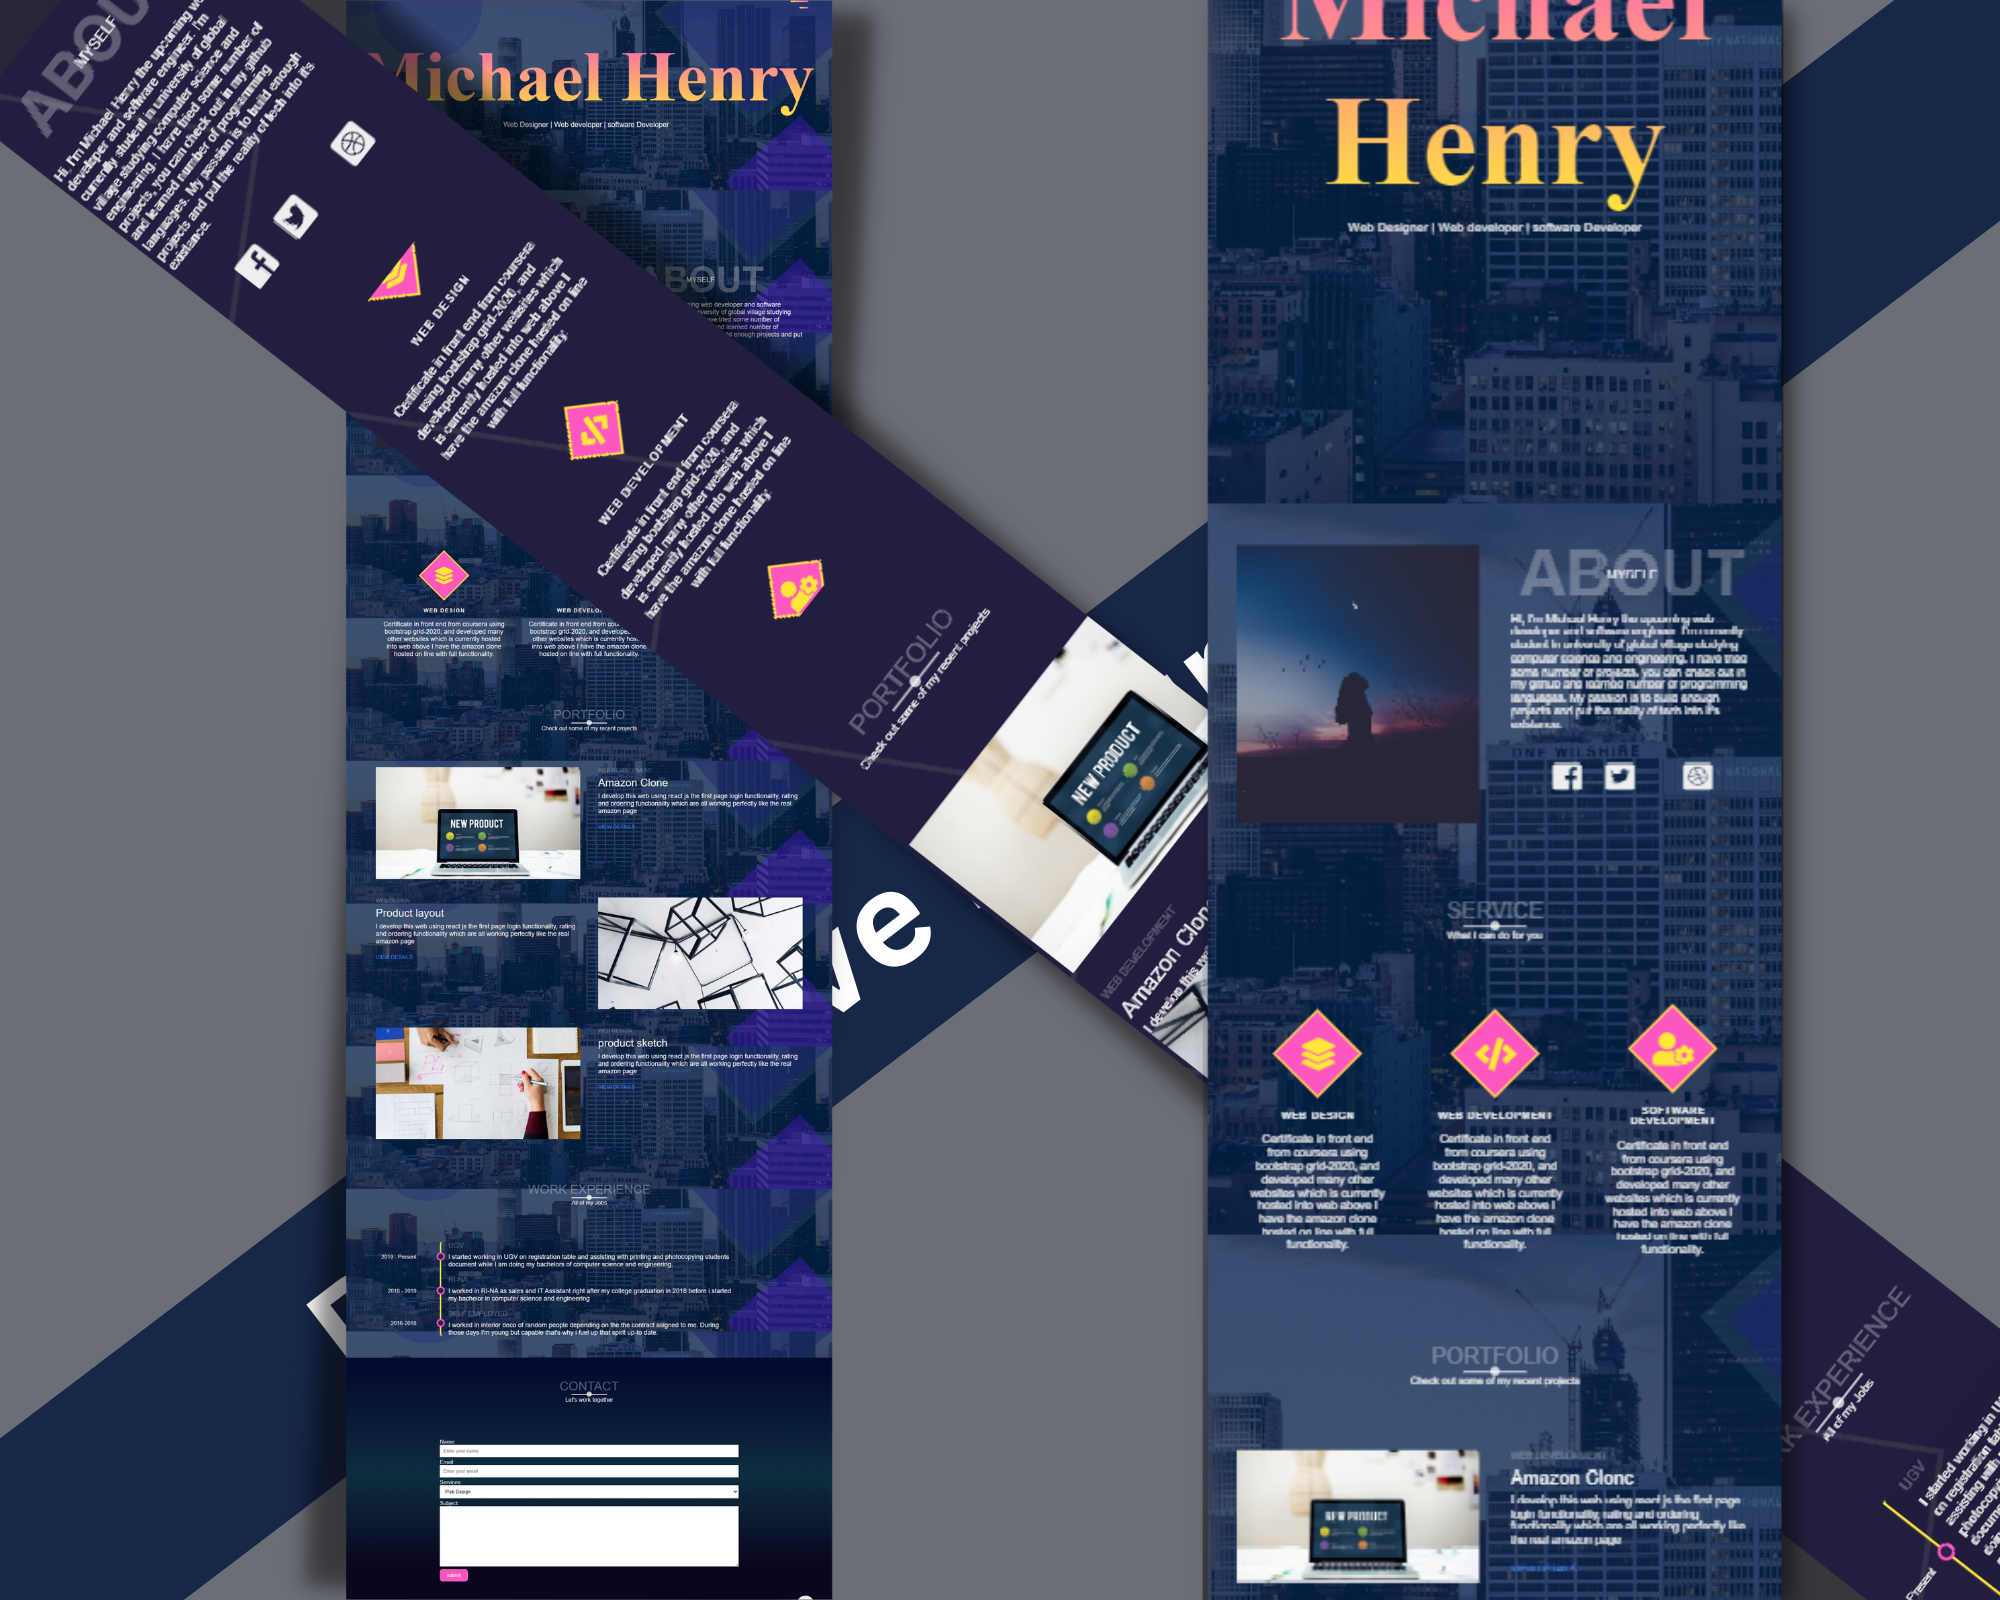 Michael Henry
Web Designer | Web developer | software Developer
ABOUT
MYSELF
ing web developer and software
iversity of global village studying
ave tried some number of
nd learned number of
ld enough projects and put
WEB DESIGN
Certificate in front end from coursera using
bootstrap grid-2020, and developed many
other websites which is currently hosted
into web above I have the amazon clone
hosted on line with full functionality.
WEB DEVELO
Certificate in front end from cou
bootstrap grid-2020, and develope
other websites which is currently hos
into web above I have the amazon clone
hosted on line with full functionality.
PORTFOLIO
Check out some of my recent projects
WEB DEVELOPMENT
Amazon Clone
I develop this web using react js the first page login functionality, rating
and ordering functionality which are all working perfectly like the real
amazon page
VIEW DETAILS
NEW PRODUCT
WEB DESIGN
Product layout
I develop this web using react js the first page login functionality, rating
and ordering functionality which are all working perfectly like the real
amazon page
VIEW DETAILS
WEB DESIGN
product sketch
I develop this web using react js the first page login functionality, rating
and ordering functionality which are all working perfectly like the real
amazon page
VIEW DETAILS
WORK EXPERIENCE
All of my Jobs
UGV
2019 - Present
I started working in UGV on registration table and assisting with printing and photocopying students
document while I am doing my bachelors of computer science and engineering.
RI-NA
2018 - 2019
I worked in RI-NA as sales and IT Assistant right after my college graduation in 2018 before i started
my bachelor in computer science and engineering
SELF EMPLOYED
2016-2018
I worked in interior deco of random people depending on the the contract asigned to me. During
those days I'm young but capable that's why i fuel up that spirit up-to date.
CONTACT
Let's work together
Name:
Enter your name
Email:
Enter your email
Services:
Web Design
Subject:
submit
ABOU
MYSELF
Hi, I'm Michael Henry the upcoming we
developer and software engineer. I'm
currently student in university of global
village studying computer science and
engineering. I have tried some number of
projects, you can check out in my github
and learned number of programming
languages. My passion is to build enough
projects and put the reality of tech into it's
existance.
WEB DESIGN
Certificate in front end from coursera
using bootstrap grid-2020, and
developed many other websites which
is currently hosted into web above I
have the amazon clone hosted on line
with full functionality.
WEB DEVELOPMENT
Certificate in front end from coursera
using bootstrap grid-2020, and
developed many other websites which
is currently hosted into web above I
have the amazon clone hosted on line
with full functionality.
PORTFOLIO
Check out some of my recent projects
NEW PRODUCT
WEB DEVELOPMENT
Amazon Clon
I develop this we
ve
Michael
Henry
Web Designer | Web developer | software Developer
ABOUT
MYSELF
Hi, I'm Michael Henry the upcoming web
developer and software engineer. I'm currently
student in university of global village studying
computer science and engineering. I have tried
some number of projects, you can check out in
my github and learned number of programming
languages. My passion is to build enough
projects and put the reality of tech into it's
existance.
ONE WILSHIRE
SERVICE
What I can do for you
WEB DESIGN
Certificate in front end
from coursera using
bootstrap grid-2020, and
developed many other
websites which is currently
hosted into web above I
have the amazon clone
hosted on line with full
functionality.
WEB DEVELOPMENT
Certificate in front end
from coursera using
bootstrap grid-2020, and
developed many other
websites which is currently
hosted into web above I
have the amazon clone
hosted on line with full
functionality.
SOFTWARE
DEVELOPMENT
Certificate in front end
from coursera using
bootstrap grid-2020, and
developed many other
websites which is currently
hosted into web above I
have the amazon clone
hosted on line with full
functionality.
PORTFOLIO
Check out some of my recent projects
WEB DEVELOPMENT
Amazon Clone
I develop this web using react js the first page
login functionality, rating and ordering
functionality which are all working perfectly like
the real amazon page
NEW PRODUCT
K EXPERIENCE
All of my Jobs
UGV
I started working in U
on registration tab
assisting with p
photocopyi
docum
Present